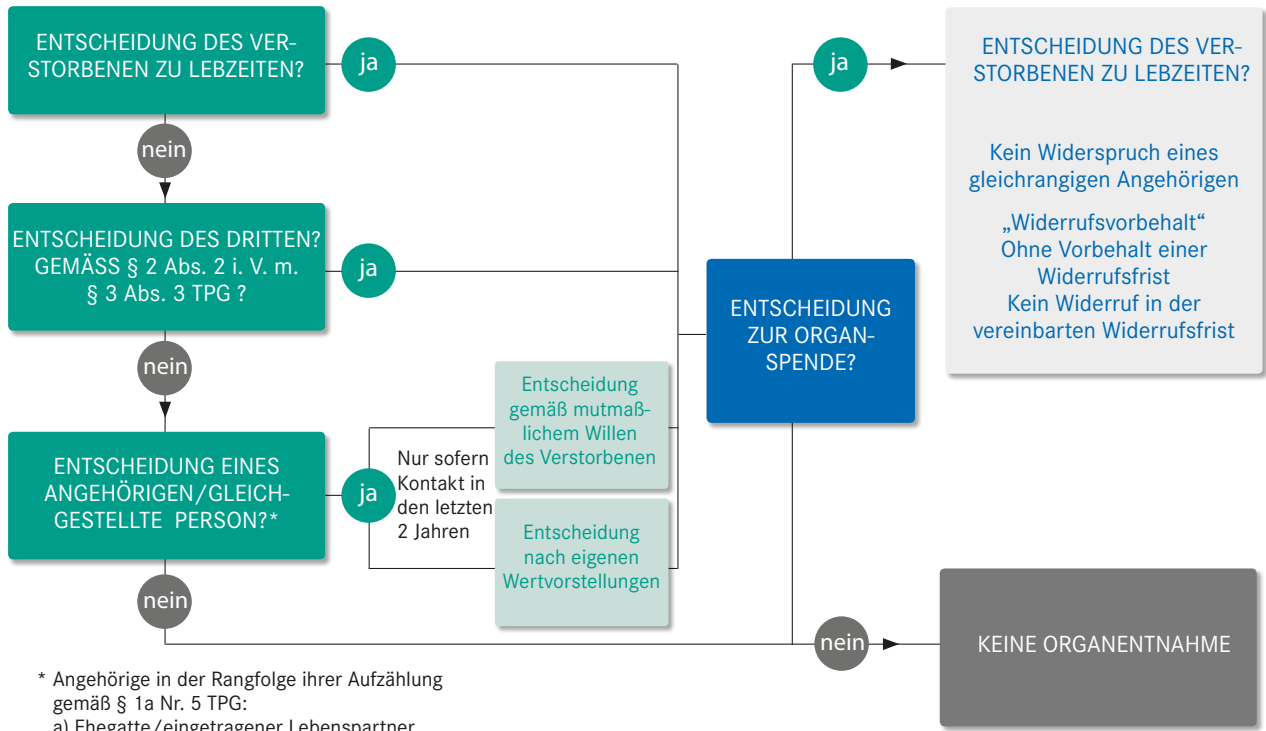 ENTSCHEIDUNG DES VER-
STORBENEN ZU LEBZEITEN?
ja
nein
ENTSCHEIDUNG DES DRITTEN?
GEMÄSS § 2 Abs. 2 i. V. m.
§ 3 Abs. 3 TPG ?
ja
nein
ENTSCHEIDUNG EINES
ANGEHÖRIGEN/GLEICH-
GESTELLTE PERSON?*
ja
nein
Nur sofern
Kontakt in
den letzten
2 Jahren
Entscheidung
gemäß mutmaß-
lichem Willen
des Verstorbenen
Entscheidung
nach eigenen
Wertvorstellungen
ENTSCHEIDUNG
ZUR ORGAN-
SPENDE?
ja
ENTSCHEIDUNG DES VER-
STORBENEN ZU LEBZEITEN?
Kein Widerspruch eines
gleichrangigen Angehörigen
„Widerrufsvorbehalt"
Ohne Vorbehalt einer
Widerrufsfrist
Kein Widerruf in der
vereinbarten Widerrufsfrist
nein
KEINE ORGANENTNAHME
* Angehörige in der Rangfolge ihrer Aufzählung
gemäß § 1a Nr. 5 TPG:
a) Ehegatte/eingetragener Lebenspartner